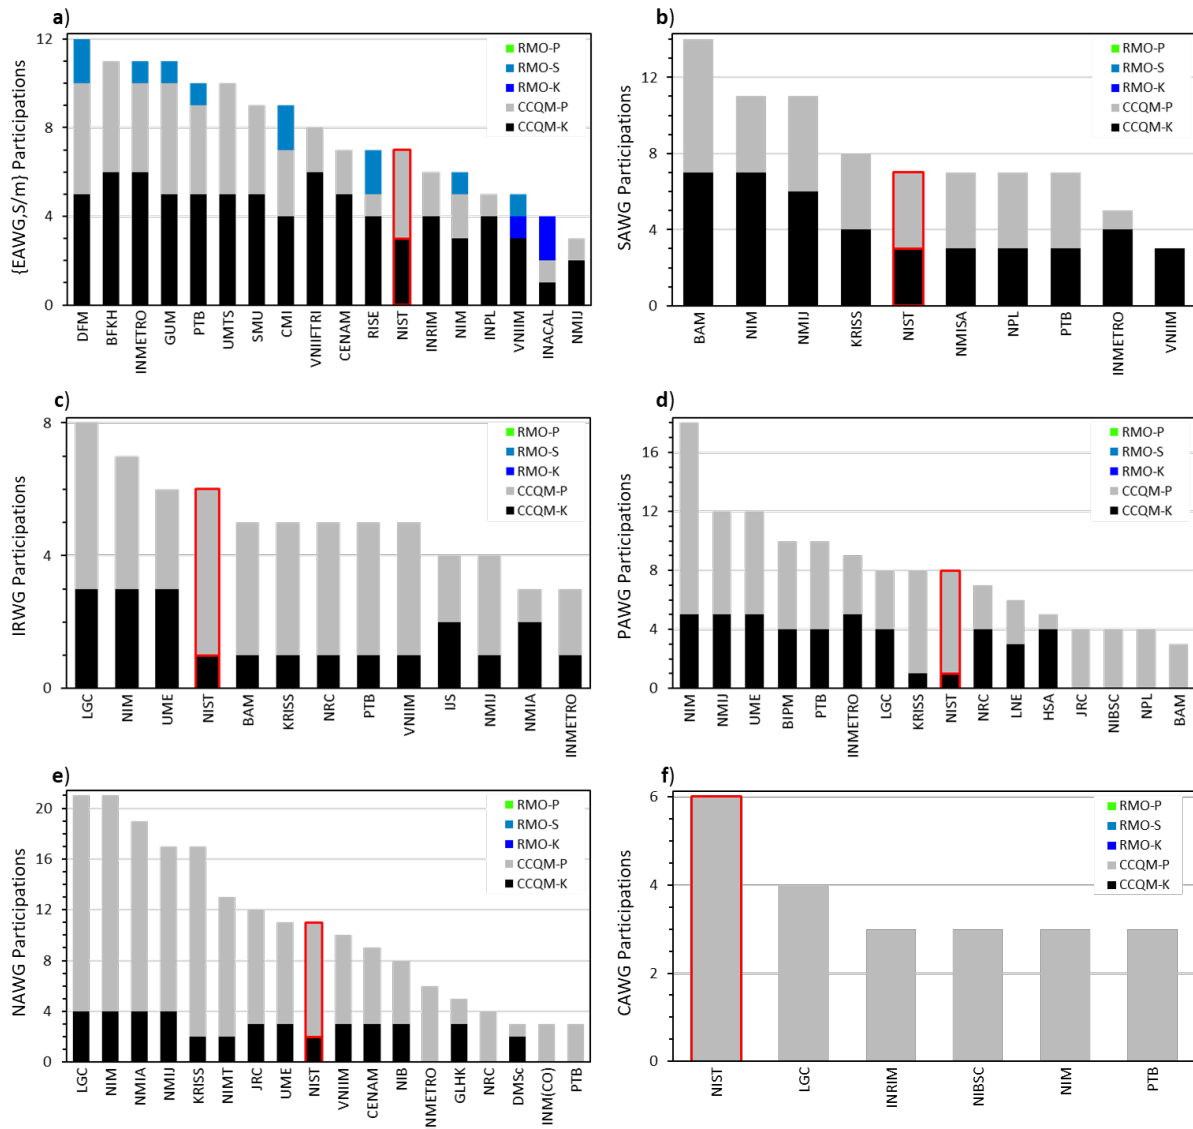 a)
{EAWG,S/m} Participations
12
8
4
0
RMO-P
RMO-S
RMO-K
CCQM-P
CCQM-K
DFM
BFKH
INMETRO
GUM
PTB
UMTS
SMU
CMI
VNIIFTRI
CENAM
RISE
NIST
INRIM
NIM
INPL
VNIIM
INACAL
NMIJ
b)
SAWG Participations
12
8
4
0
RMO-P
RMO-S
RMO-K
CCQM-P
CCQM-K
BAM
NIM
NMIJ
KRISS
NIST
NMISA
NPL
PTB
INMETRO
VNIIM
c)
IRWG Participations
8
4
0
RMO-P
RMO-S
RMO-K
CCQM-P
CCQM-K
LGC
NIM
UME
NIST
BAM
KRISS
NRC
PTB
VNIIM
IJS
NMIJ
NMIA
INMETRO
d)
PAWG Participations
16
12
8
4
0
RMO-P
RMO-S
RMO-K
CCQM-P
CCQM-K
NIM
NMIJ
UME
BIPM
PTB
INMETRO
LGC
KRISS
NIST
NRC
LNE
HSA
JRC
NIBSC
NPL
BAM
e)
NAWG Participations
20
16
12
8
4
0
RMO-P
RMO-S
RMO-K
CCQM-P
CCQM-K
LGC
NIM
NMIA
NMIJ
KRISS
NIMT
JRC
UME
NIST
VNIIM
CENAM
NIB
NMETRO
GLHK
NRC
DMSc
INM(CO)
PTB
f)
CAWG Participations
6
4
2
0
RMO-P
RMO-S
RMO-K
CCQM-P
CCQM-K
NIST
LGC
INRIM
NIBSC
NIM
PTB